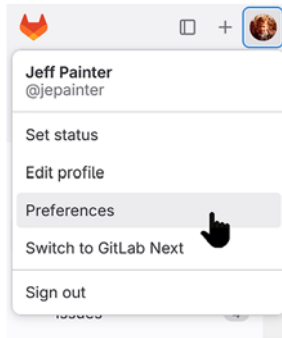 Jeff Painter
@jepainter
Set status
Edit profile
Preferences
Switch to GitLab Next
Sign out